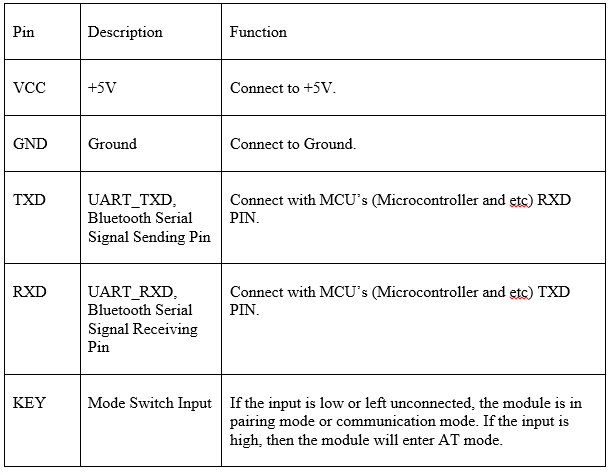 Pin Description Function
VCC +5V Connect to +5V.
GND Ground Connect to Ground.
TXD UART_TXD, Connect with MCU’s (Microcontroller and etc) RXD
Bluetooth Serial PIN.
Signal Sending Pin
RXD UART_RXD, Connect with MCU’s (Microcontroller and etc) TXD
Bluetooth Serial PIN.
Signal Receiving
Pin
KEY Mode Switch Input If the input is low or left unconnected, the module is in
pairing mode or communication mode. If the input is
high, then the module will enter AT mode.